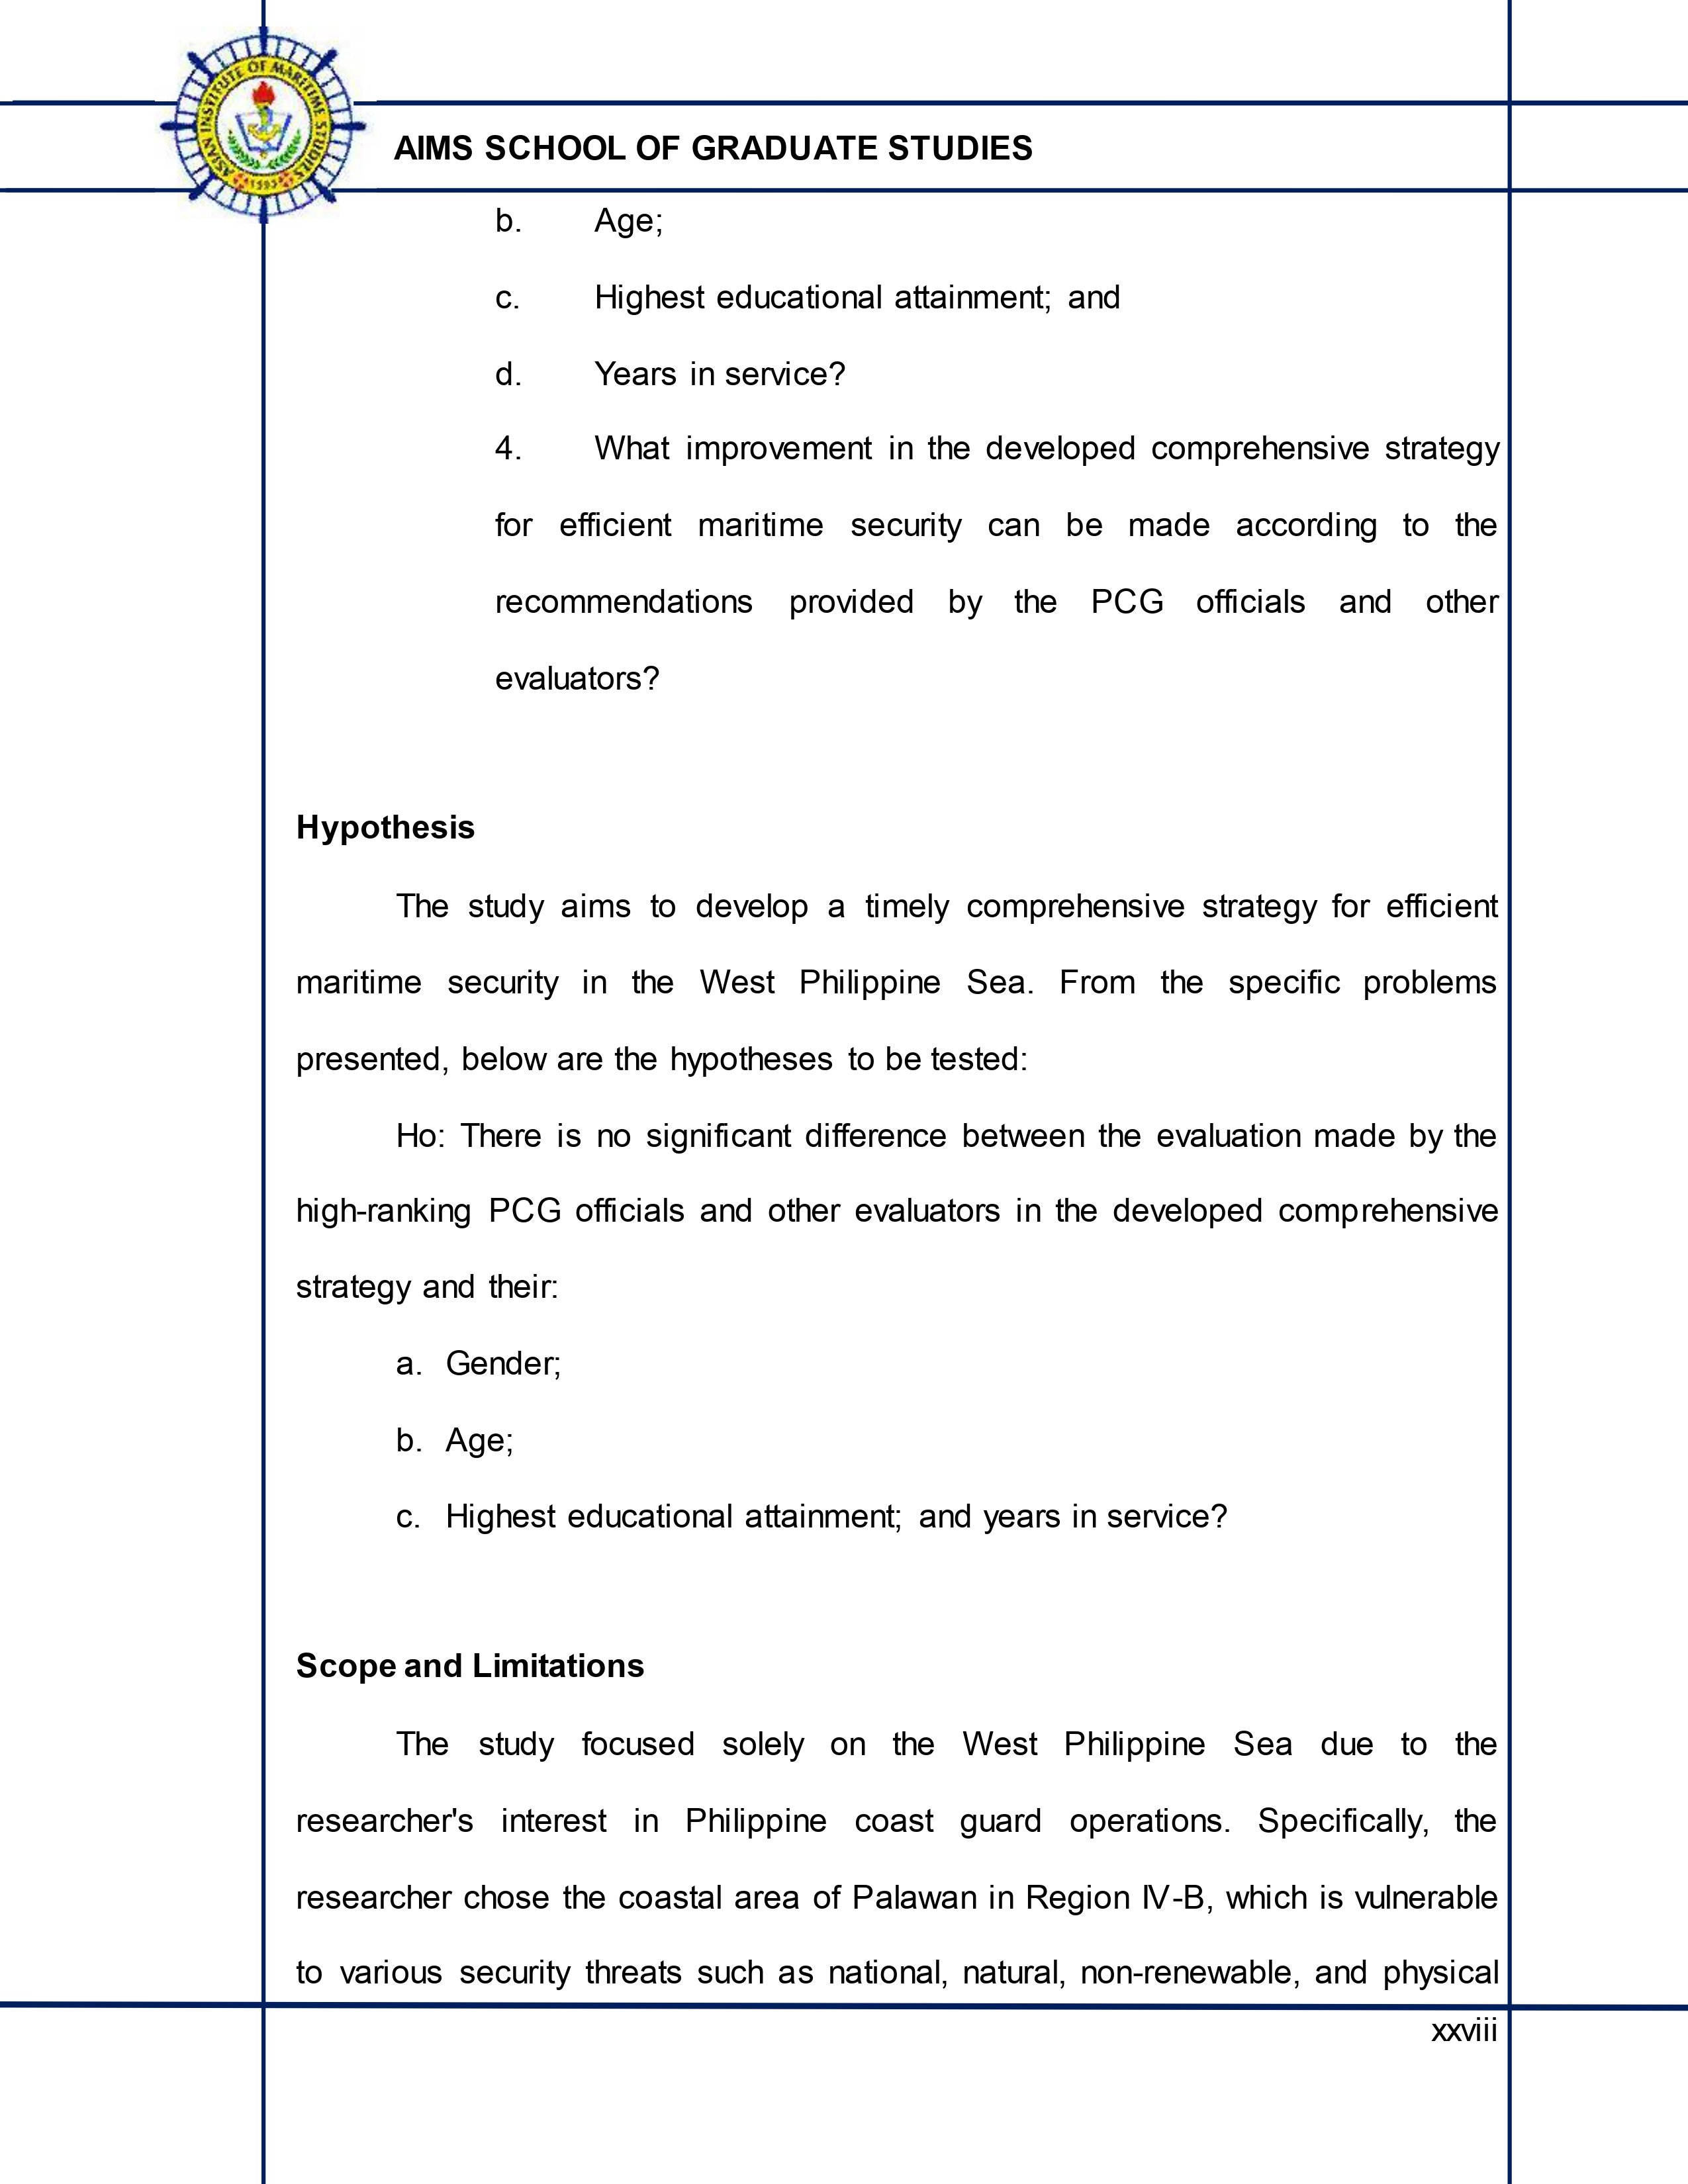 ASIAN INSTITUTE OF MARITIME STUDIES
1993
AIMS SCHOOL OF GRADUATE STUDIES
b. Age;
c. Highest educational attainment; and
d. Years in service?
4. What improvement in the developed comprehensive strategy
for efficient maritime security can be made according to the
recommendations provided by the PCG officials and other
evaluators?
Hypothesis
The study aims to develop a timely comprehensive strategy for efficient
maritime security in the West Philippine Sea. From the specific problems
presented, below are the hypotheses to be tested:
Ho: There is no significant difference between the evaluation made by the
high-ranking PCG officials and other evaluators in the developed comprehensive
strategy and their:
a. Gender;
b. Age;
c. Highest educational attainment; and years in service?
Scope and Limitations
The study focused solely on the West Philippine Sea due to the
researcher's interest in Philippine coast guard operations. Specifically, the
researcher chose the coastal area of Palawan in Region IV-B, which is vulnerable
to various security threats such as national, natural, non-renewable, and physical
xxviii